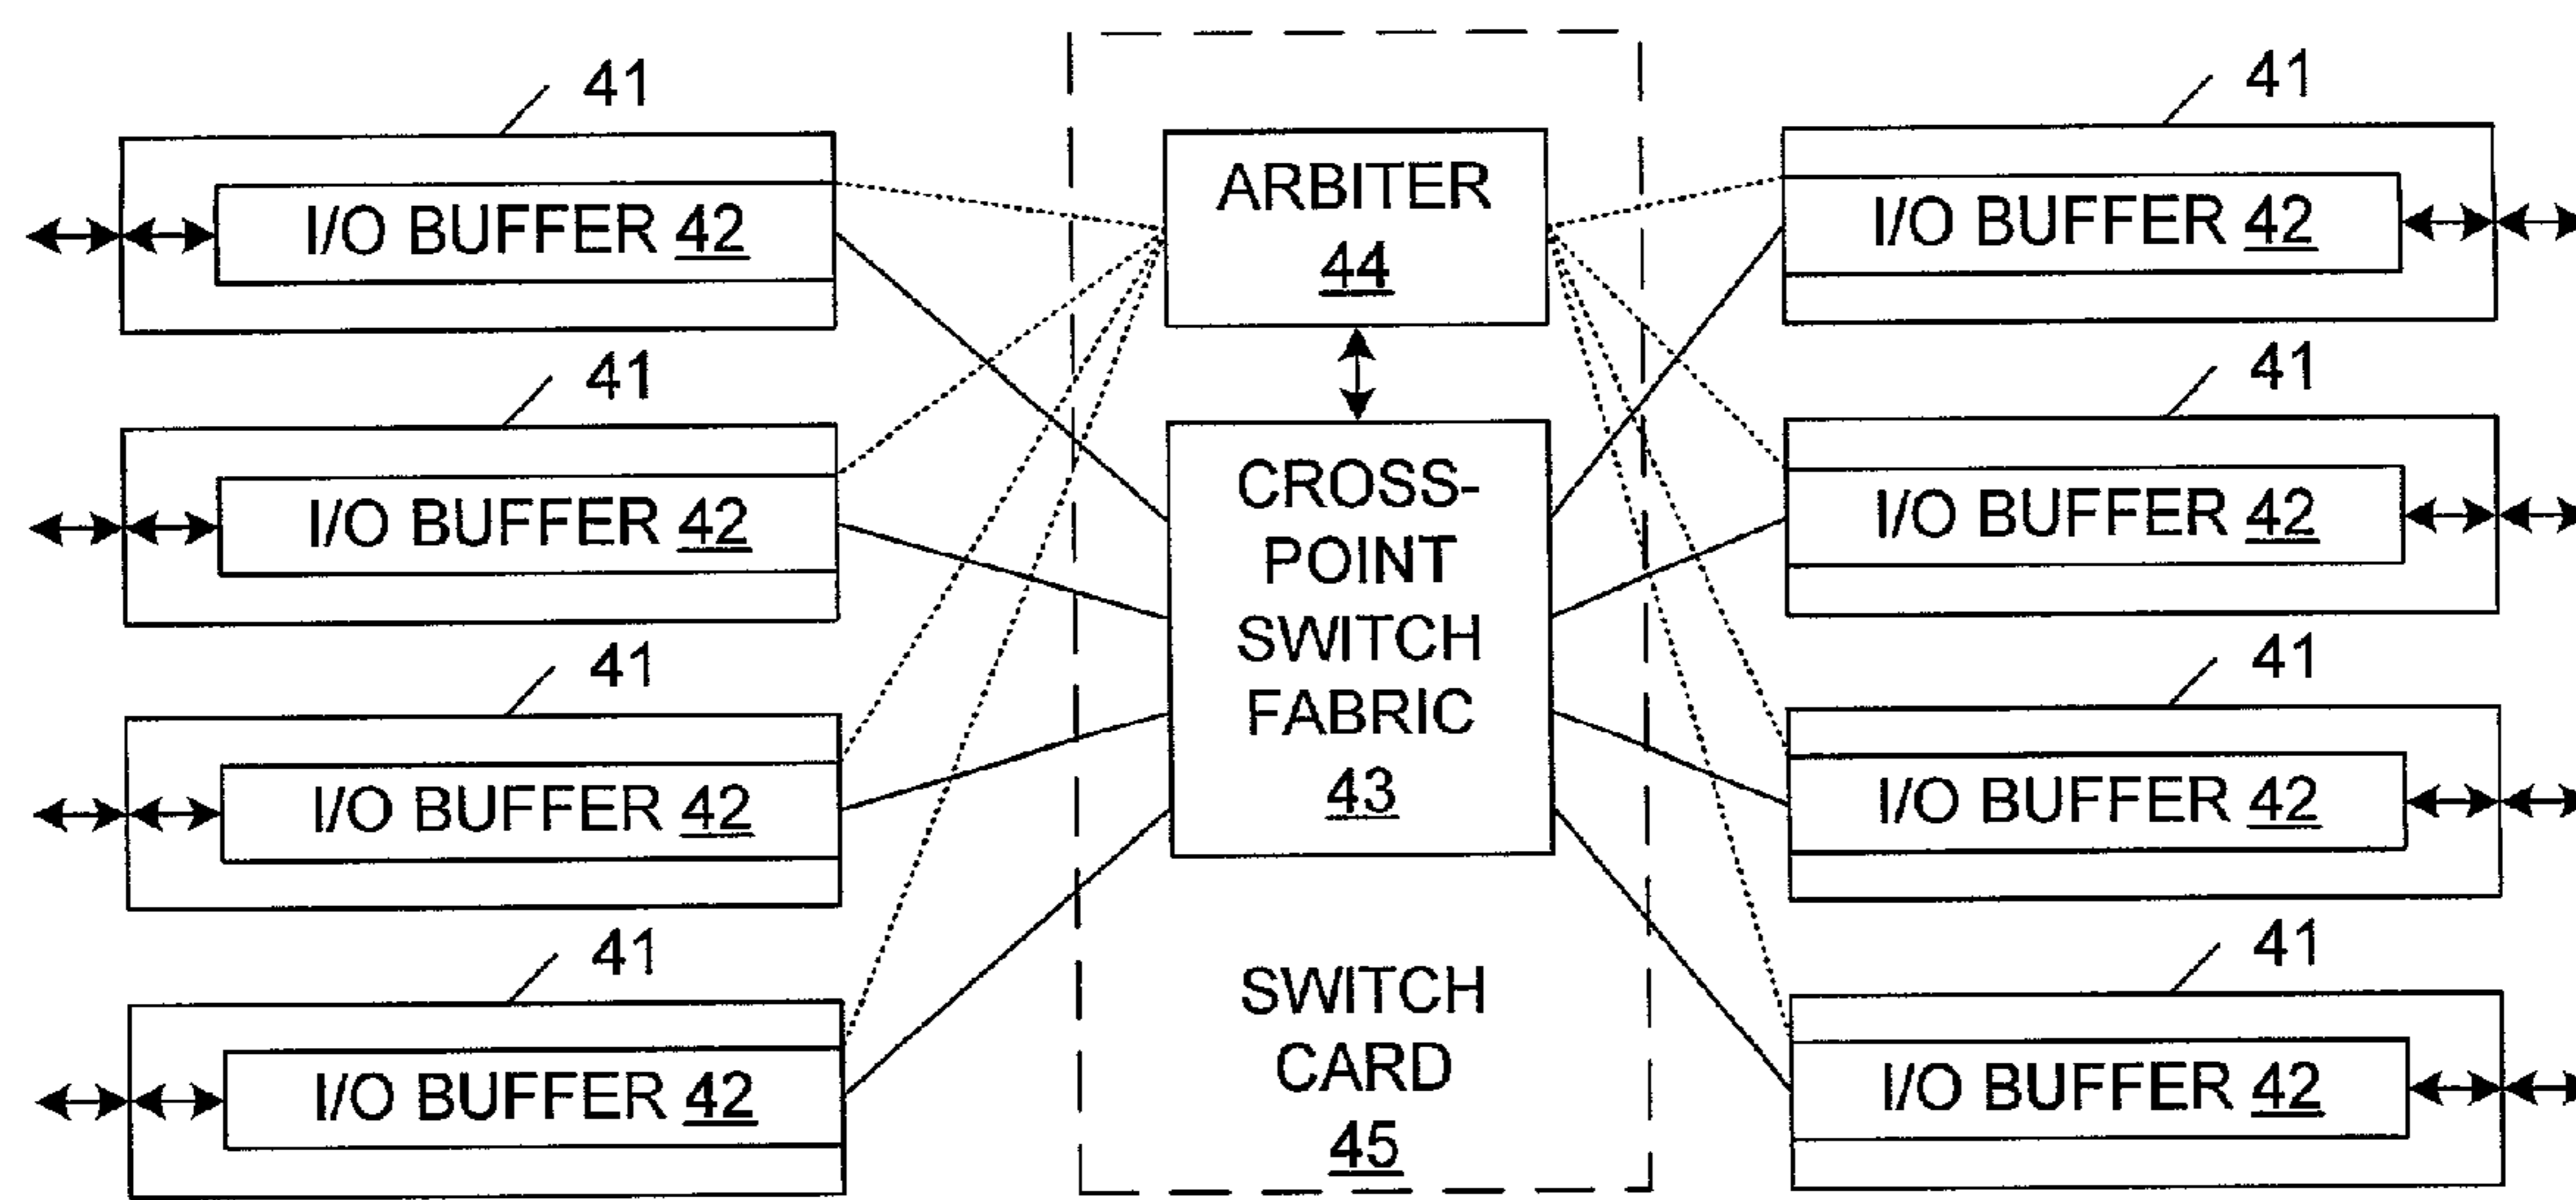 41
I/O BUFFER 42
41
I/O BUFFER 42
41
I/O BUFFER 42
41
I/O BUFFER 42
ARBITER
44
CROSS-
POINT
SWITCH
FABRIC
43
SWITCH
CARD
45
41
I/O BUFFER 42
41
I/O BUFFER 42
41
I/O BUFFER 42
41
I/O BUFFER 42